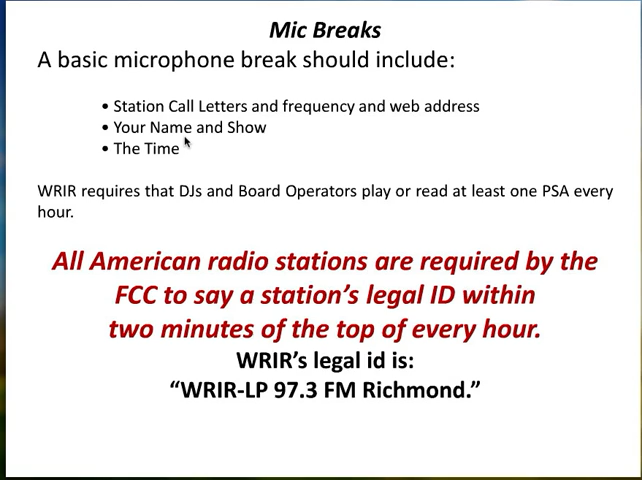 Mic Breaks
A basic microphone break should include:
• Station Call Letters and frequency and web address
• Your Name and Show
• The Time
WRIR requires that DJs and Board Operators play or read at least one PSA every
hour.
All American radio stations are required by the
FCC to say a station’s legal ID within
two minutes of the top of every hour.
WRIR’s legal id is:
“WRIR-LP 97.3 FM Richmond.”